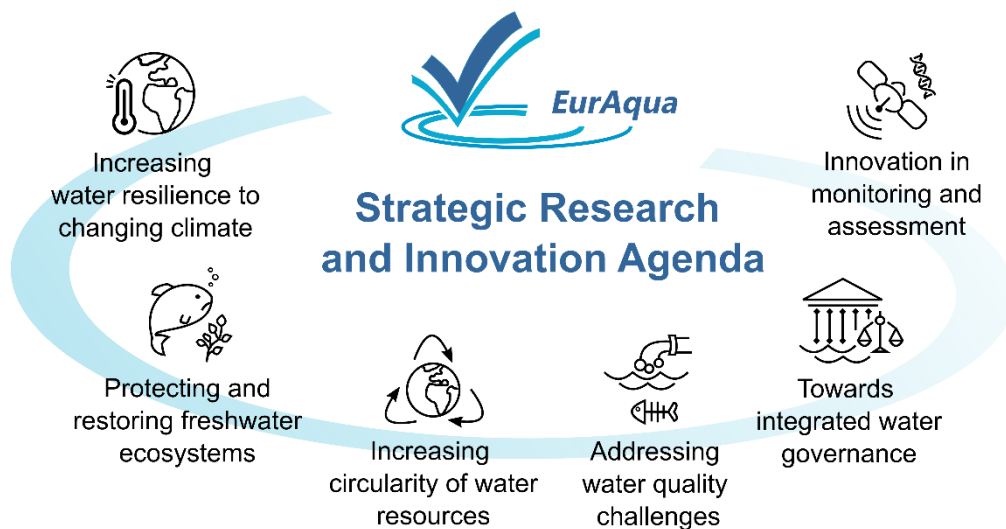 EurAqua
Strategic Research
and Innovation Agenda
Increasing
water resilience to
changing climate
Protecting and
restoring freshwater
ecosystems
Increasing
circularity of water
resources
Addressing
water quality
challenges
Towards
integrated water
governance
Innovation in
monitoring and
assessment